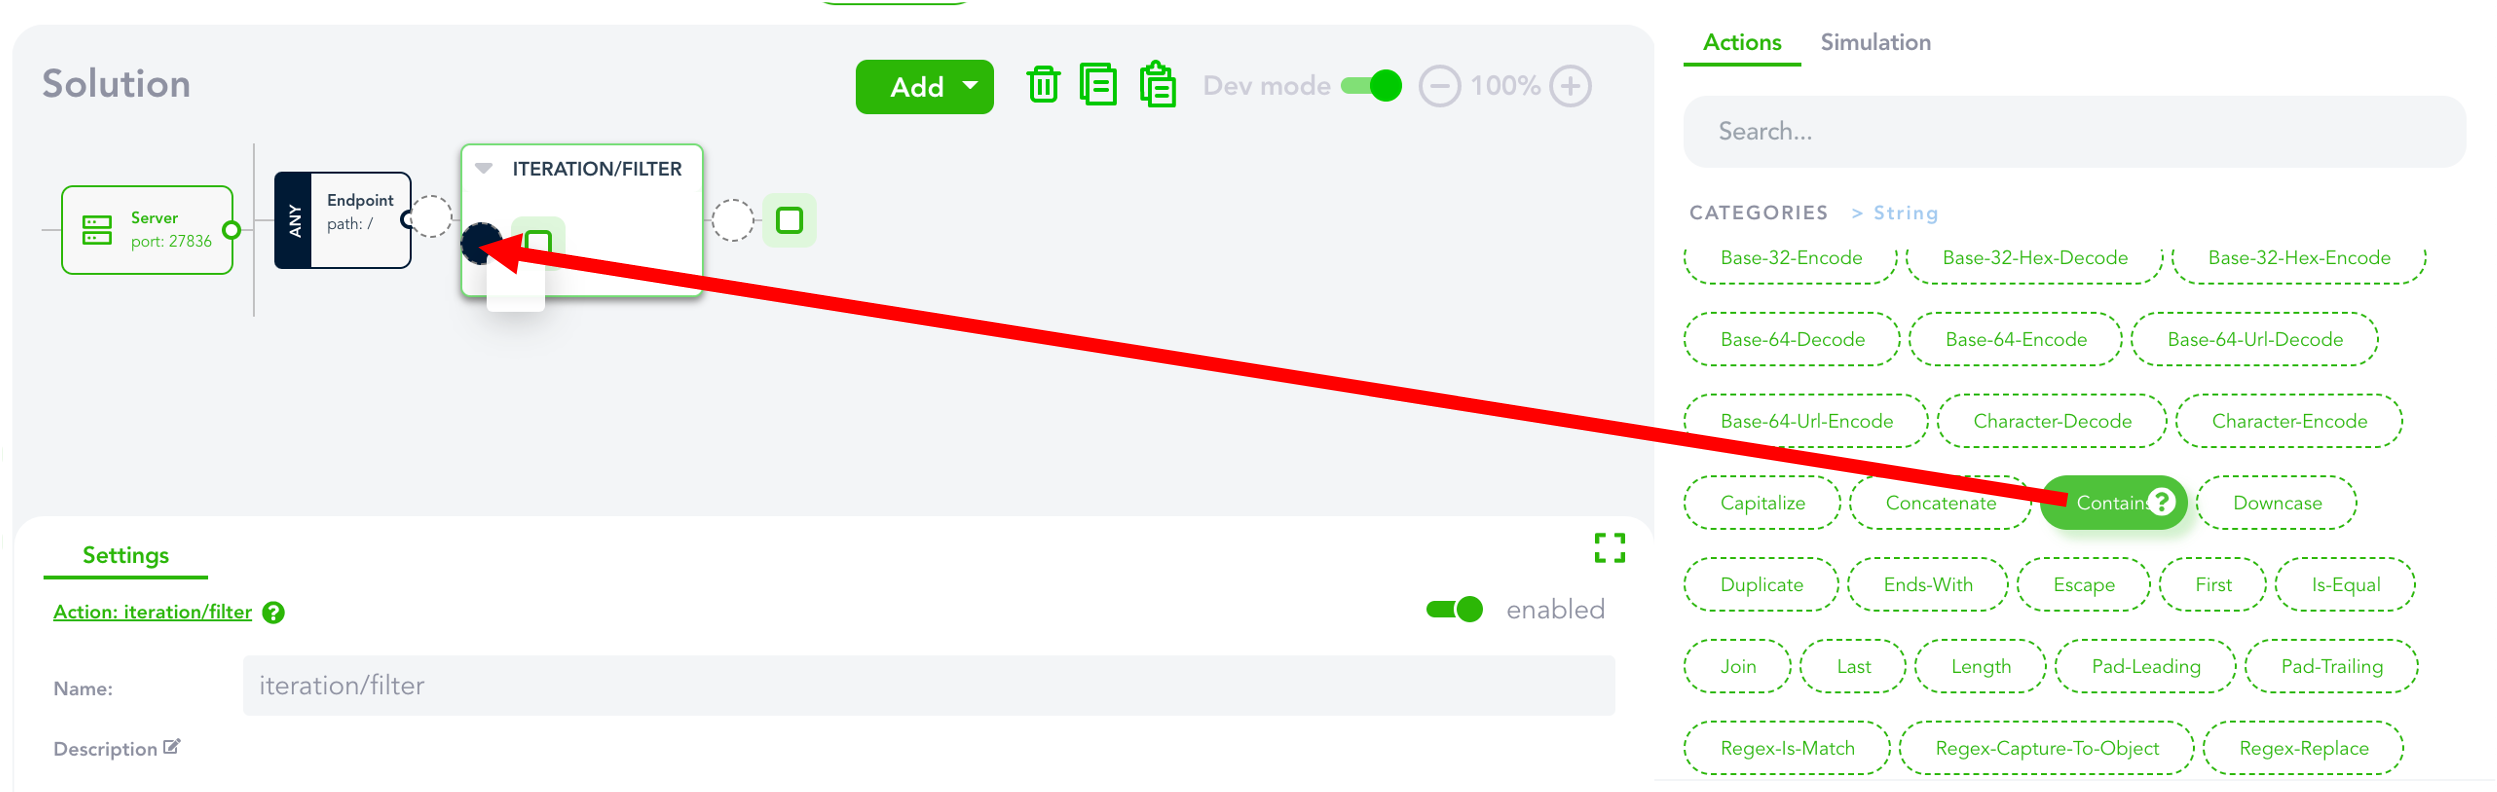 Solution
Add
Dev mode
100%
Server
port: 27836
ANY
Endpoint
path: /
ITERATION/FILTER
Settings
Action: iteration/filter ?
enabled
Name:
iteration/filter
Description
Actions Simulation
Search...
CATEGORIES > String
Base-32-Encode Base-32-Hex-Decode Base-32-Hex-Encode
Base-64-Decode Base-64-Encode Base-64-Url-Decode
Base-64-Url-Encode Character-Decode Character-Encode
Capitalize Concatenate Contains ? Downcase
Duplicate Ends-With Escape First Is-Equal
Join Last Length Pad-Leading Pad-Trailing
Regex-Is-Match Regex-Capture-To-Object Regex-Replace